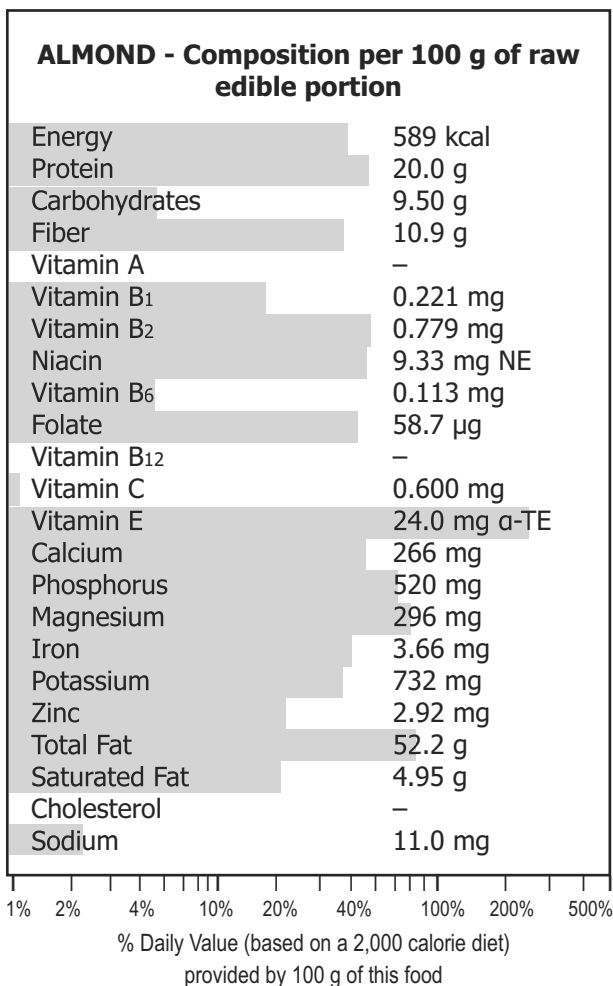 ALMOND - Composition per 100 g of raw
edible portion
Energy 589 kcal
Protein 20.0 g
Carbohydrates 9.50 g
Fiber 10.9 g
Vitamin A –
Vitamin B1 0.221 mg
Vitamin B2 0.779 mg
Niacin 9.33 mg NE
Vitamin B6 0.113 mg
Folate 58.7 µg
Vitamin B12 –
Vitamin C 0.600 mg
Vitamin E 24.0 mg α-TE
Calcium 266 mg
Phosphorus 520 mg
Magnesium 296 mg
Iron 3.66 mg
Potassium 732 mg
Zinc 2.92 mg
Total Fat 52.2 g
Saturated Fat 4.95 g
Cholesterol –
Sodium 11.0 mg
1% 2% 4% 10% 20% 40% 100% 200% 500%
% Daily Value (based on a 2,000 calorie diet)
provided by 100 g of this food